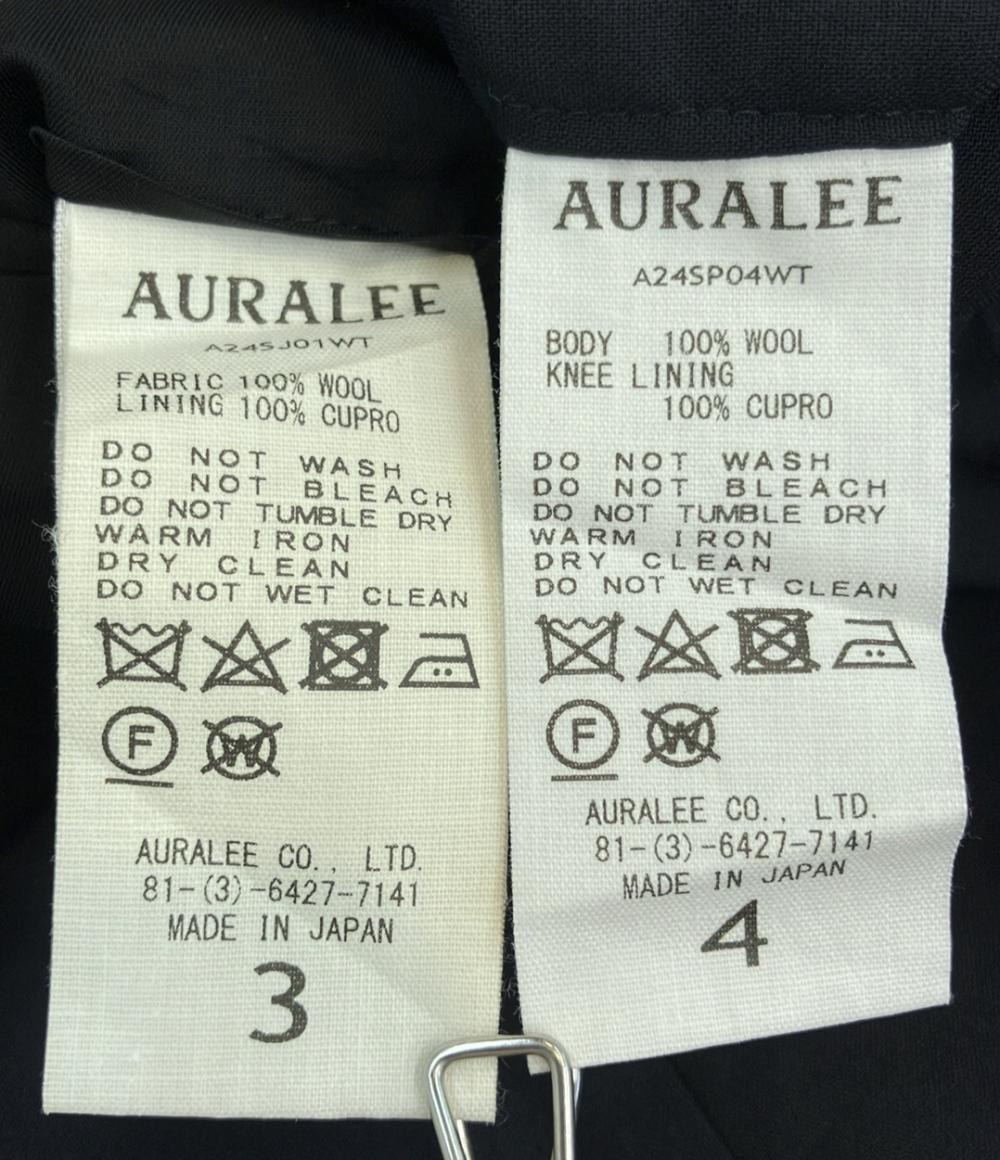 AURALEE
A24SJ01WT
FABRIC 100% WOOL
LINING 100% CUPRO
DO NOT WASH
DO NOT BLEACH
DO NOT TUMBLE DRY
WARM IRON
DRY CLEAN
DO NOT WET CLEAN
F W
AURALEE CO., LTD.
81-(3)-6427-7141
MADE IN JAPAN
3
AURALEE
A24SP04WT
BODY 100% WOOL
KNEE LINING
100% CUPRO
DO NOT WASH
DO NOT BLEACH
DO NOT TUMBLE DRY
WARM IRON
DRY CLEAN
DO NOT WET CLEAN
F W
AURALEE CO., LTD.
81-(3)-6427-7141
MADE IN JAPAN
4